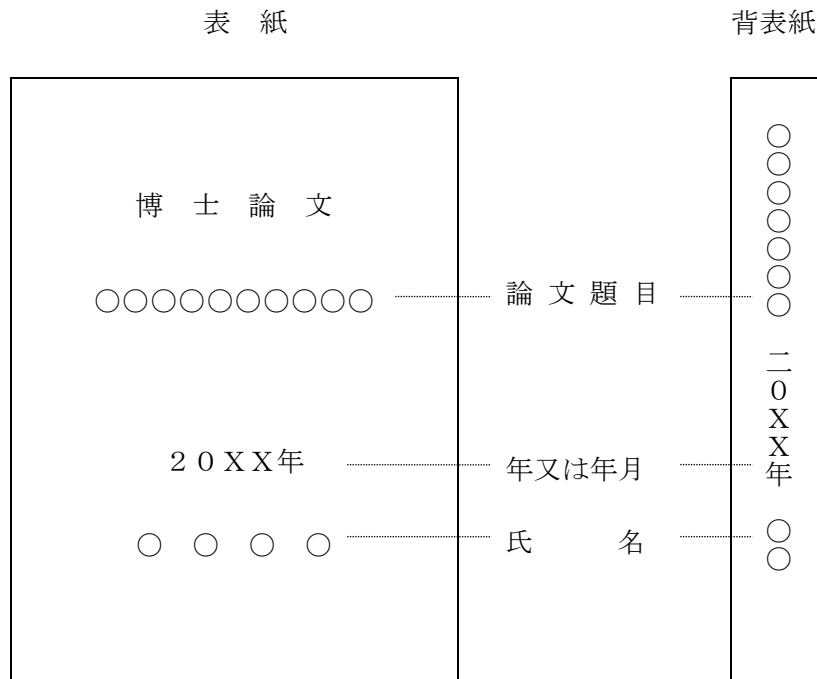 表 紙
背表紙
博 士 論 文
○○○○○○○○○○
論 文 題 目
２０ＸＸ年
年又は年月
○ ○ ○ ○
氏 名
○○○○○○○
二０ＸＸ年
○○